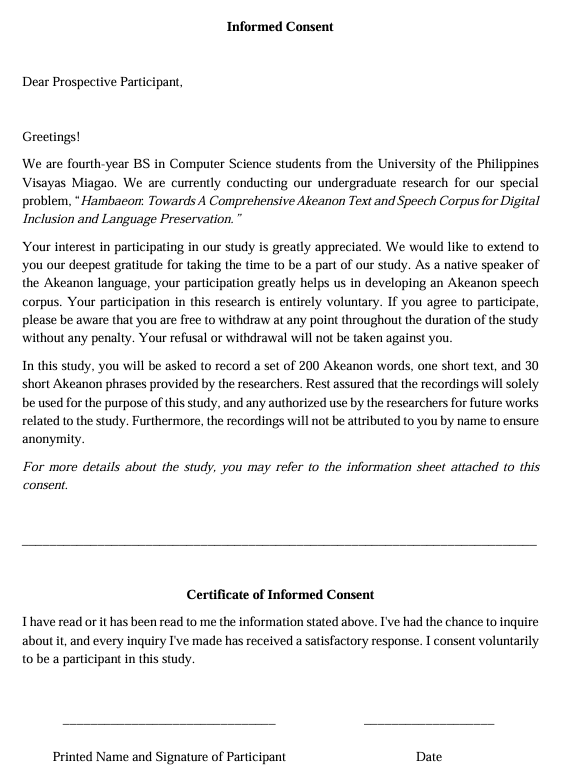 Informed Consent
Dear Prospective Participant,
Greetings!
We are fourth-year BS in Computer Science students from the University of the Philippines
Visayas Miagao. We are currently conducting our undergraduate research for our special
problem, “Hambaeon: Towards A Comprehensive Akeanon Text and Speech Corpus for Digital
Inclusion and Language Preservation.”
Your interest in participating in our study is greatly appreciated. We would like to extend to
you our deepest gratitude for taking the time to be a part of our study. As a native speaker of
the Akeanon language, your participation greatly helps us in developing an Akeanon speech
corpus. Your participation in this research is entirely voluntary. If you agree to participate,
please be aware that you are free to withdraw at any point throughout the duration of the study
without any penalty. Your refusal or withdrawal will not be taken against you.
In this study, you will be asked to record a set of 200 Akeanon words, one short text, and 30
short Akeanon phrases provided by the researchers. Rest assured that the recordings will solely
be used for the purpose of this study, and any authorized use by the researchers for future works
related to the study. Furthermore, the recordings will not be attributed to you by name to ensure
anonymity.
For more details about the study, you may refer to the information sheet attached to this
consent.
Certificate of Informed Consent
I have read or it has been read to me the information stated above. I've had the chance to inquire
about it, and every inquiry I've made has received a satisfactory response. I consent voluntarily
to be a participant in this study.
Printed Name and Signature of Participant
Date